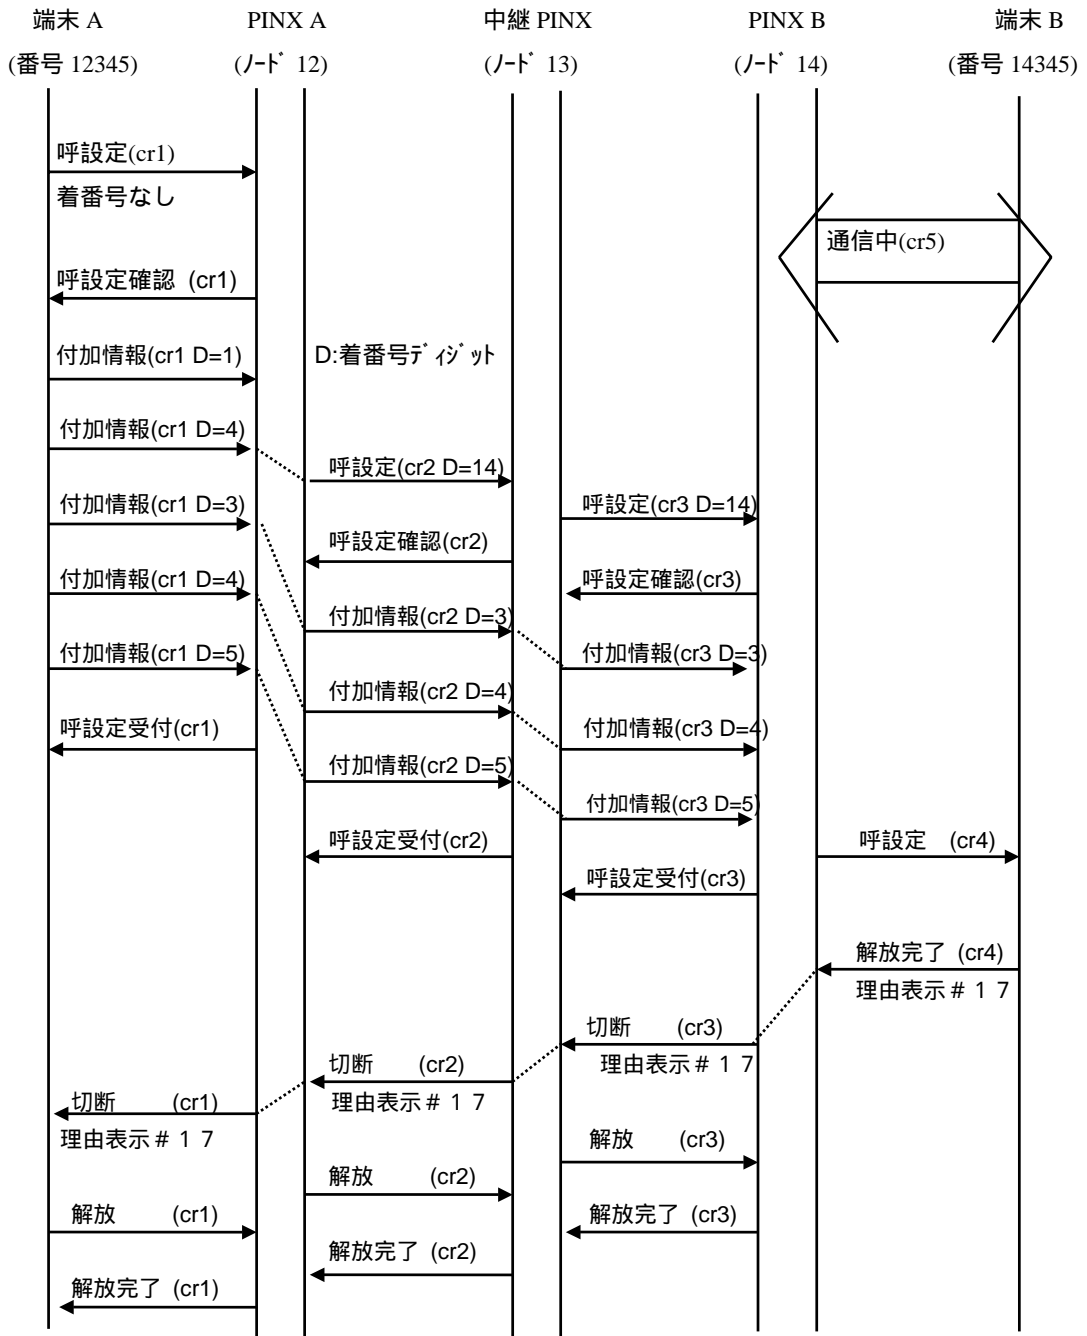 端末 A PINX A 中継 PINX PINX B 端末 B
(番号 12345) (ﾉｰﾄﾞ 12) (ﾉｰﾄﾞ 13) (ﾉｰﾄﾞ 14) (番号 14345)
呼設定(cr1)
着番号なし
通信中(cr5)
呼設定確認 (cr1)
付加情報(cr1 D=1) D:着番号ﾃﾞｨｼﾞｯﾄ
付加情報(cr1 D=4)
呼設定(cr2 D=14)
付加情報(cr1 D=3) 呼設定(cr3 D=14)
呼設定確認(cr2)
付加情報(cr1 D=4) 呼設定確認(cr3)
付加情報(cr2 D=3)
付加情報(cr1 D=5) 付加情報(cr3 D=3)
付加情報(cr2 D=4)
呼設定受付(cr1) 付加情報(cr3 D=4)
付加情報(cr2 D=5)
付加情報(cr3 D=5)
呼設定受付(cr2) 呼設定 (cr4)
呼設定受付(cr3)
解放完了 (cr4)
理由表示＃１７
切断 (cr3)
理由表示＃１７
切断 (cr2)
理由表示＃１７
切断 (cr1)
理由表示＃１７
解放 (cr3)
解放 (cr2)
解放 (cr1) 解放完了 (cr3)
解放完了 (cr2)
解放完了 (cr1)